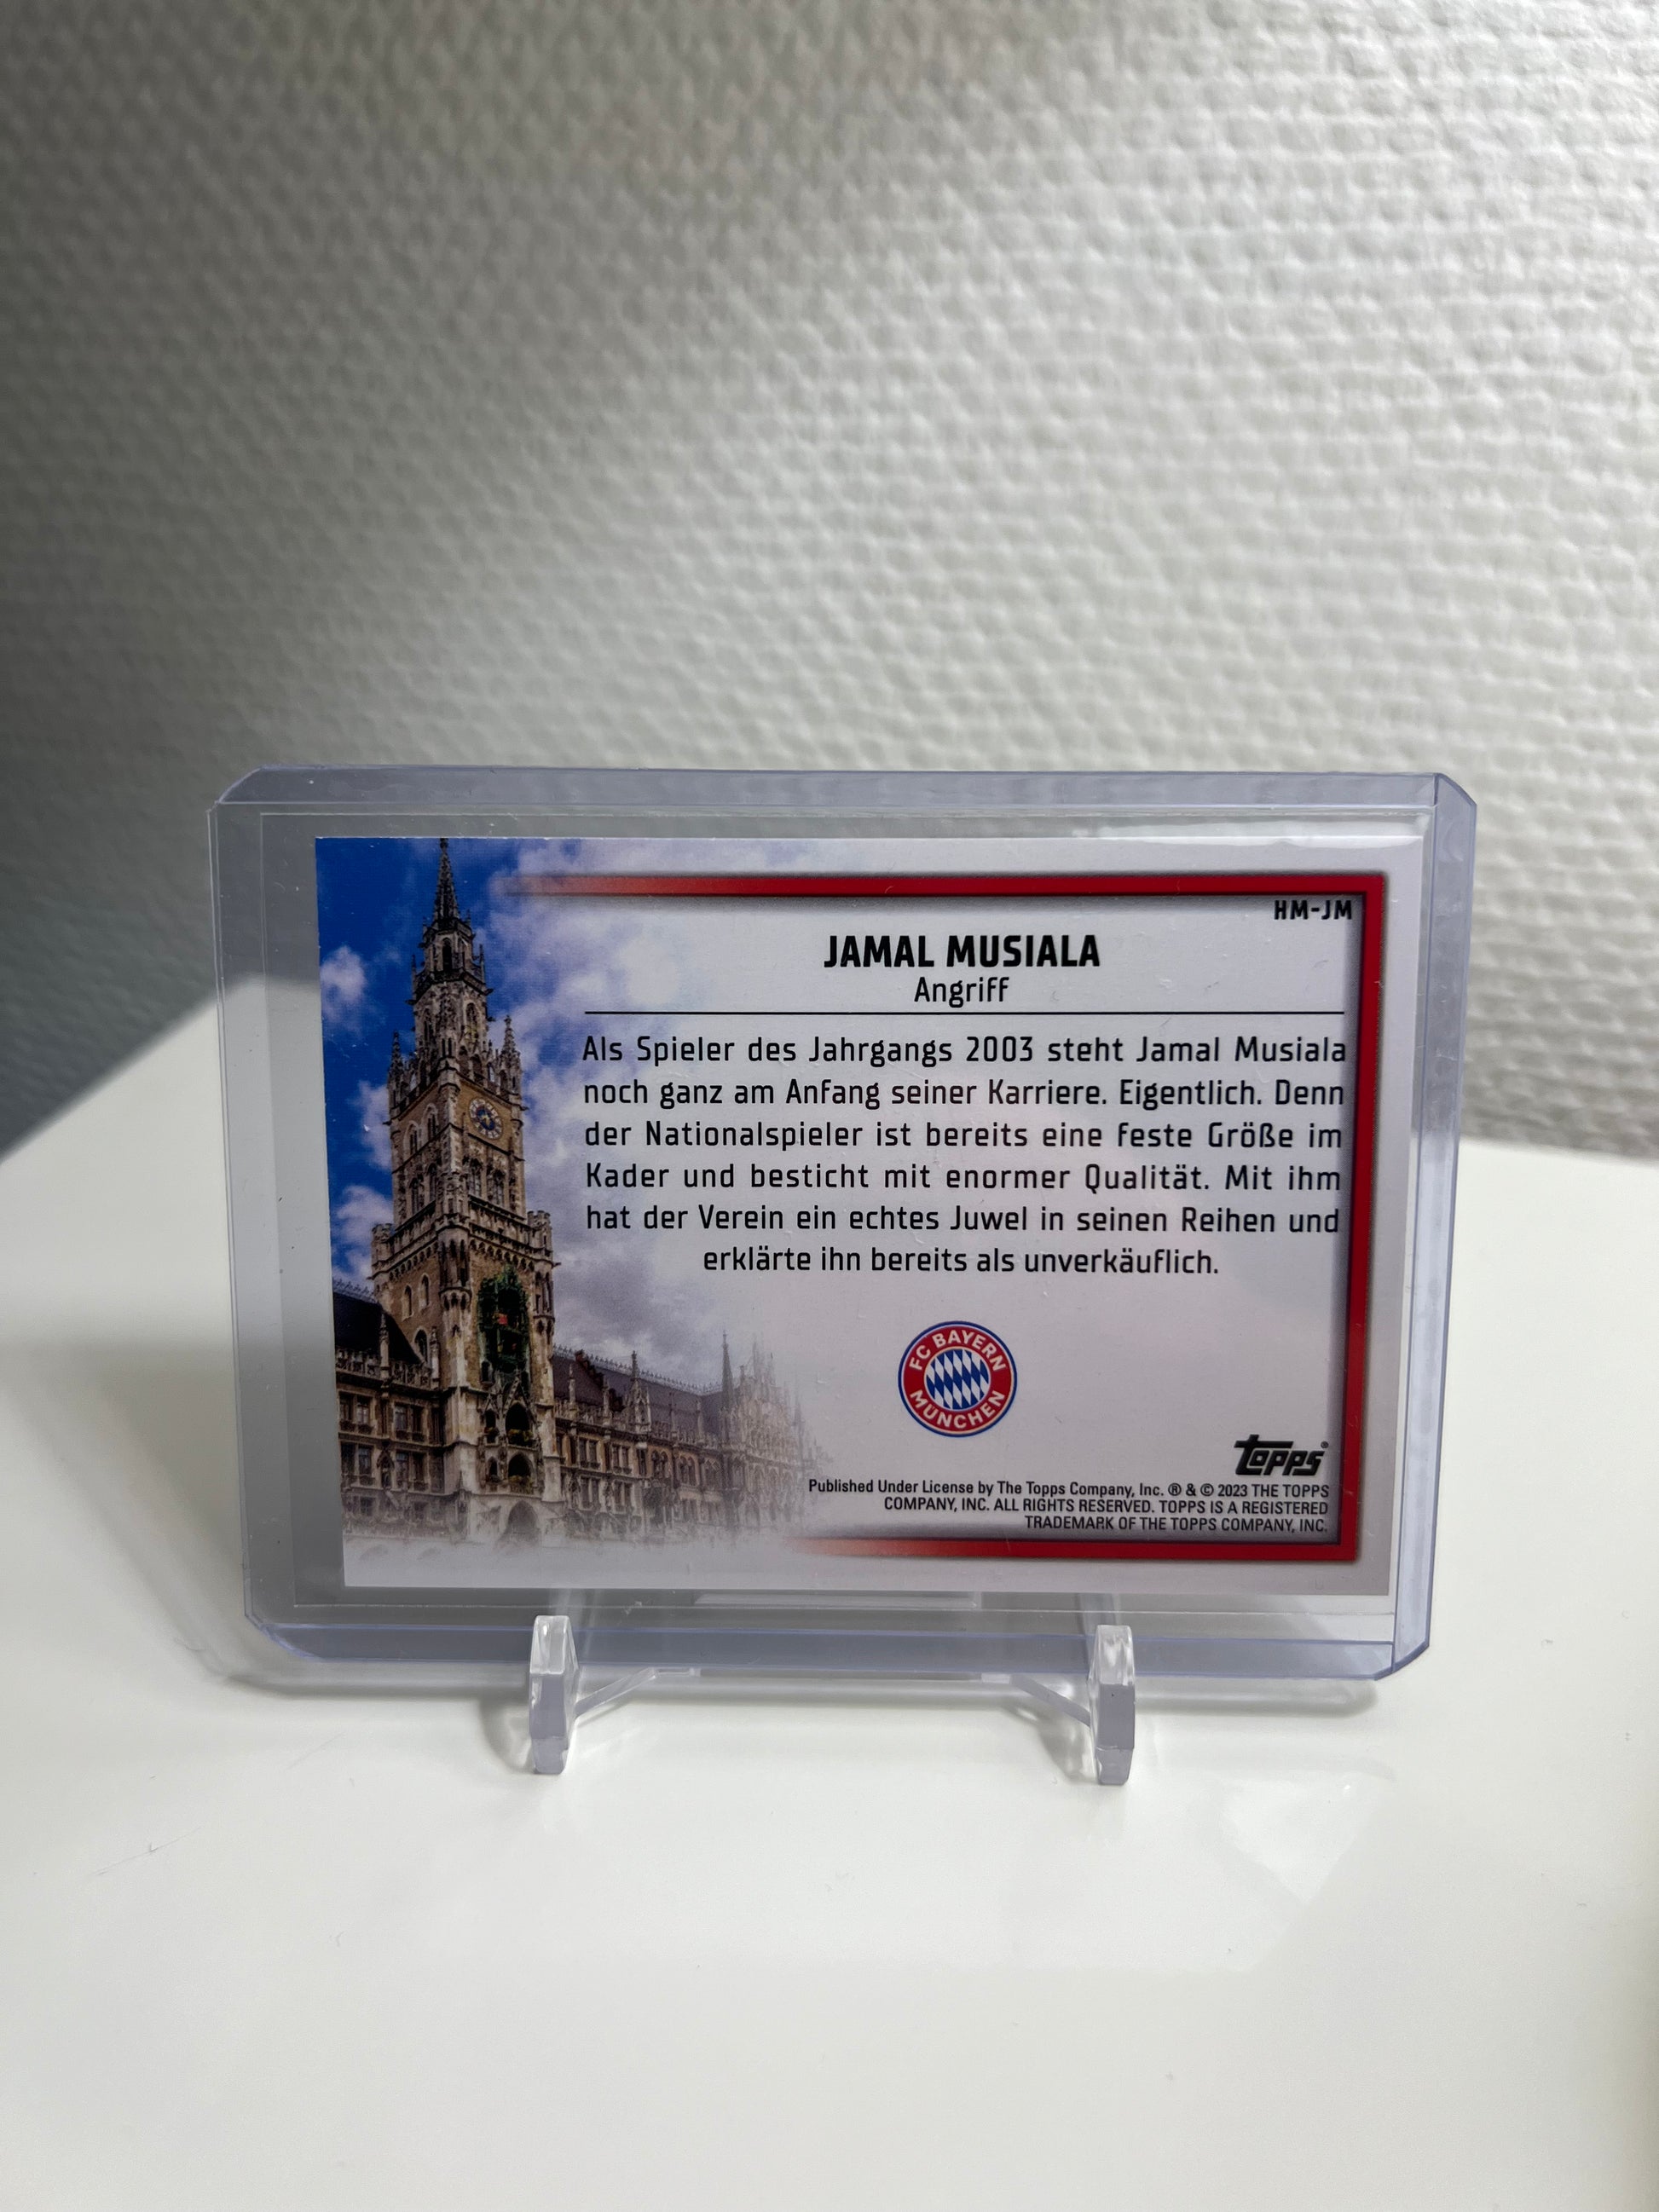 HM-JM
JAMAL MUSIALA
Angriff
Als Spieler des Jahrgangs 2003 steht Jamal Musiala
noch ganz am Anfang seiner Karriere. Eigentlich. Denn
der Nationalspieler ist bereits eine feste Größe im
Kader und besticht mit enormer Qualität. Mit ihm
hat der Verein ein echtes Juwel in seinen Reihen und
erklärte ihn bereits als unverkäuflich.
FC BAYERN
MÜNCHEN
topps®
Published Under License by The Topps Company, Inc. ® & © 2023 THE TOPPS
COMPANY, INC. ALL RIGHTS RESERVED. TOPPS IS A REGISTERED
TRADEMARK OF THE TOPPS COMPANY, INC.